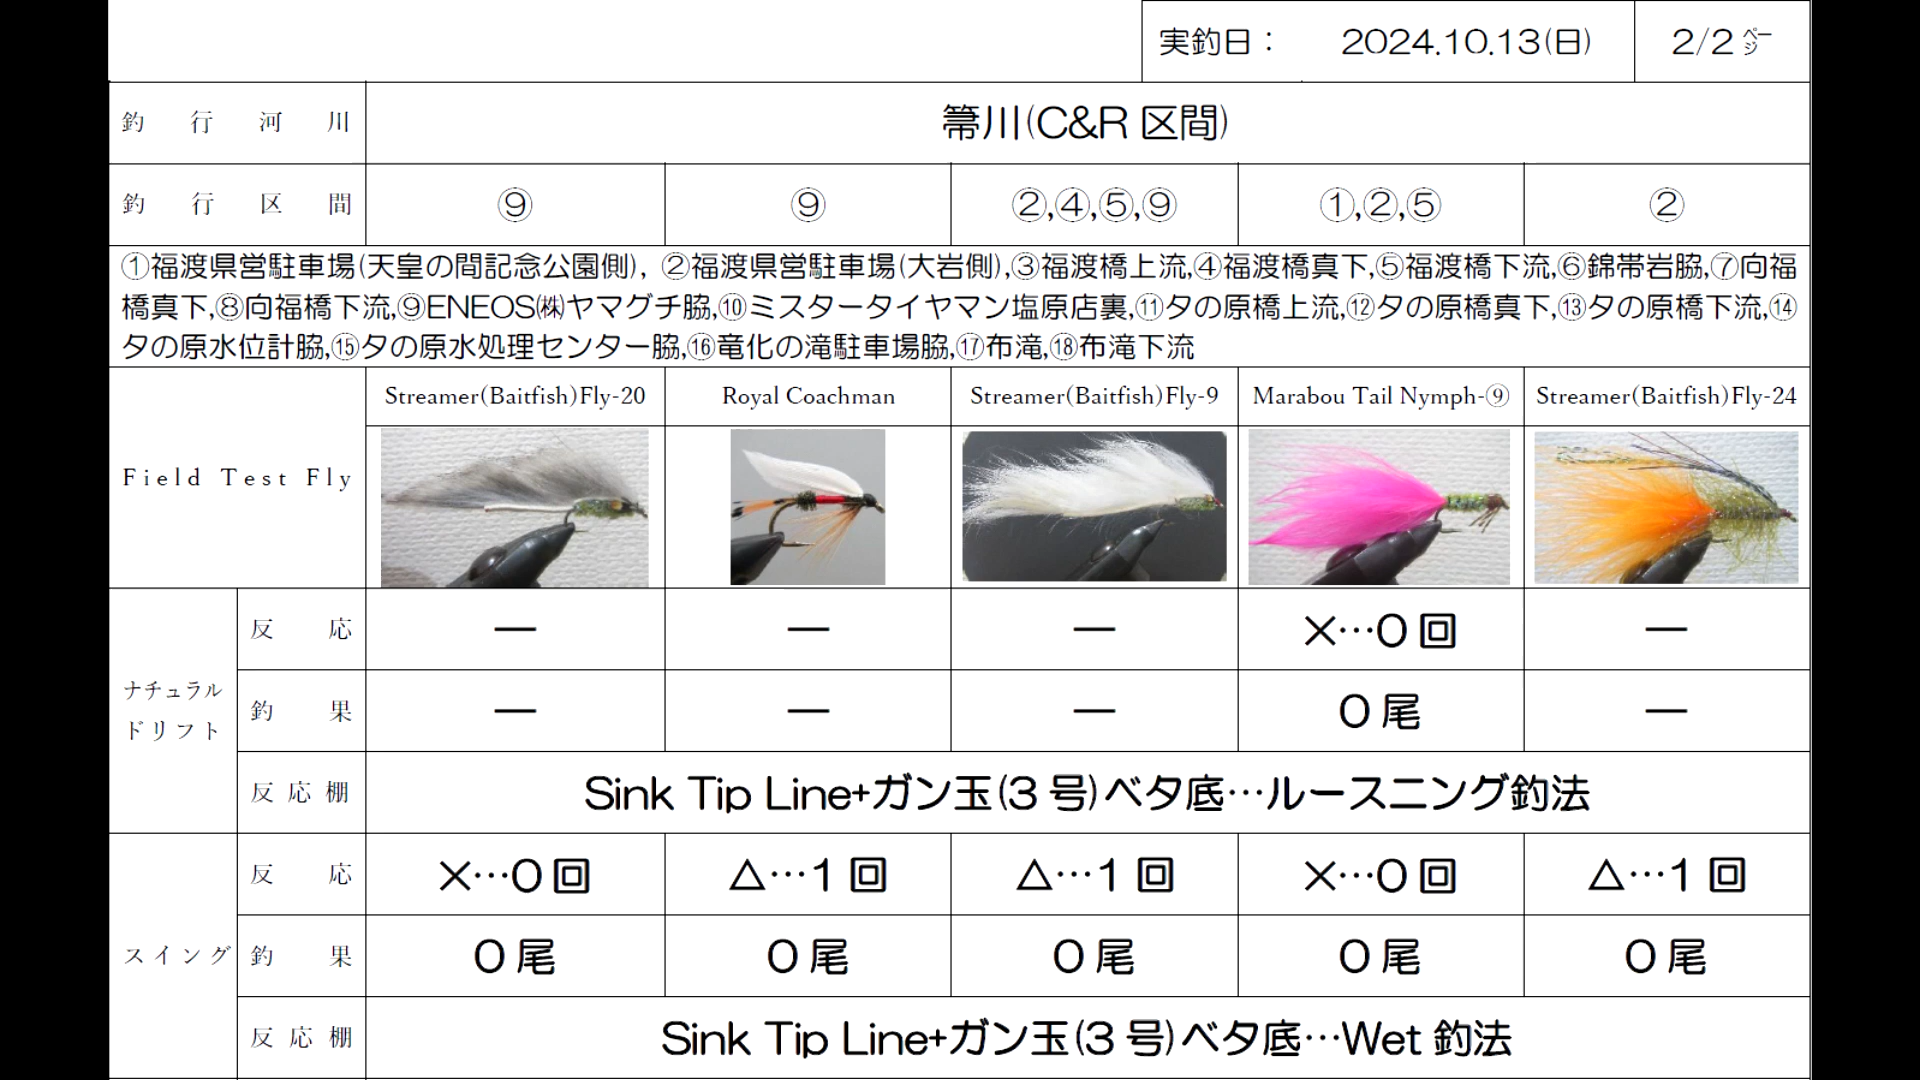 実釣日： 2024.10.13(日) 2/2 ページ
釣行河川 箒川(C&R 区間)
釣行区間 ⑨ ⑨ ②,④,⑤,⑨ ①,②,⑤ ②
①福渡県営駐車場(天皇の間記念公園側), ②福渡県営駐車場(大岩側),③福渡橋上流,④福渡橋真下,⑤福渡橋下流,⑥錦帯岩脇,⑦向福
橋真下,⑧向福橋下流,⑨ENEOS㈱ヤマグチ脇,⑩ミスタータイヤマン塩原店裏,⑪夕の原橋上流,⑫夕の原橋真下,⑬夕の原橋下流,⑭
夕の原水位計脇,⑮夕の原水処理センター脇,⑯竜化の滝駐車場脇,⑰布滝,⑱布滝下流
Streamer(Baitfish)Fly-20 Royal Coachman Streamer(Baitfish)Fly-9 Marabou Tail Nymph-⑨ Streamer(Baitfish)Fly-24
Field Test Fly
ナチュラル
ドリフト
反応 ― ― ― ×…0 回 ―
釣果 ― ― ― 0 尾 ―
反応棚 Sink Tip Line+ガン玉(3 号)ベタ底…ルースニング釣法
スイング
反応 ×…0 回 △…1 回 △…1 回 ×…0 回 △…1 回
釣果 0 尾 0 尾 0 尾 0 尾 0 尾
反応棚 Sink Tip Line+ガン玉(3 号)ベタ底…Wet 釣法